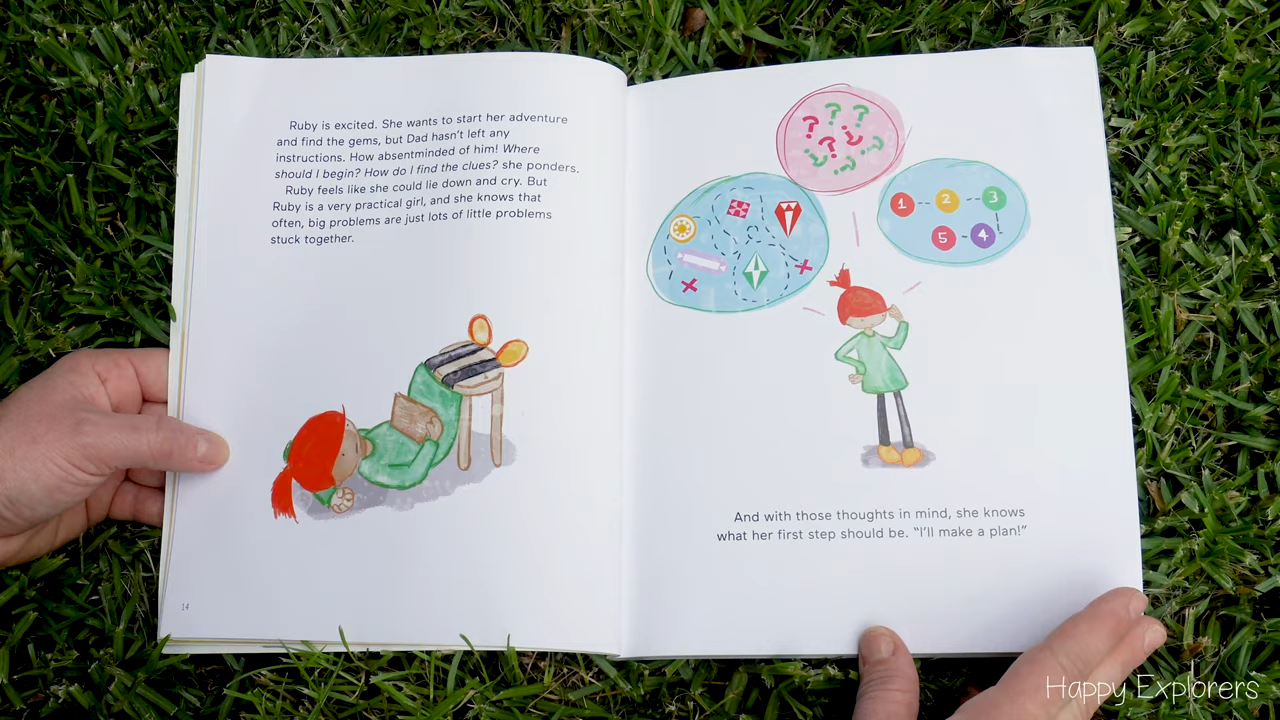 Ruby is excited. She wants to start her adventure
and find the gems, but Dad hasn't left any
instructions. How absentminded of him! Where
should I begin? How do I find the clues? she ponders.
Ruby feels like she could lie down and cry. But
Ruby is a very practical girl, and she knows that
often, big problems are just lots of little problems
stuck together.
14
? ? ? ? ? ? ? ? ? ?
1 2 3
5 4
And with those thoughts in mind, she knows
what her first step should be. “I'll make a plan!”
Happy Explorers